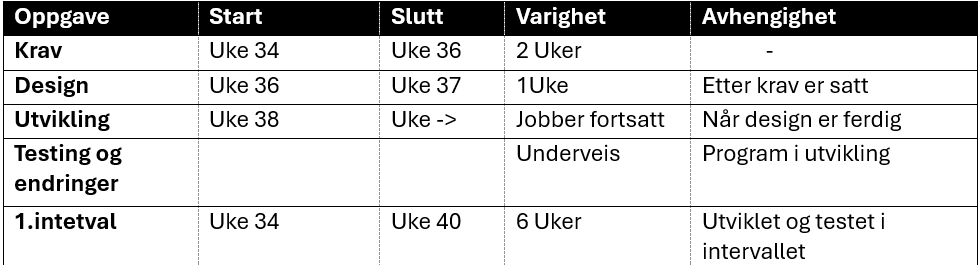 Oppgave Start Slutt Varighet Avhengighet
Krav Uke 34 Uke 36 2 Uker -
Design Uke 36 Uke 37 1Uke Etter krav er satt
Utvikling Uke 38 Uke -> Jobber fortsatt Når design er ferdig
Testing og Underveis Program i utvikling
endringer
1.intetval Uke 34 Uke 40 6 Uker Utviklet og testet i
intervallet